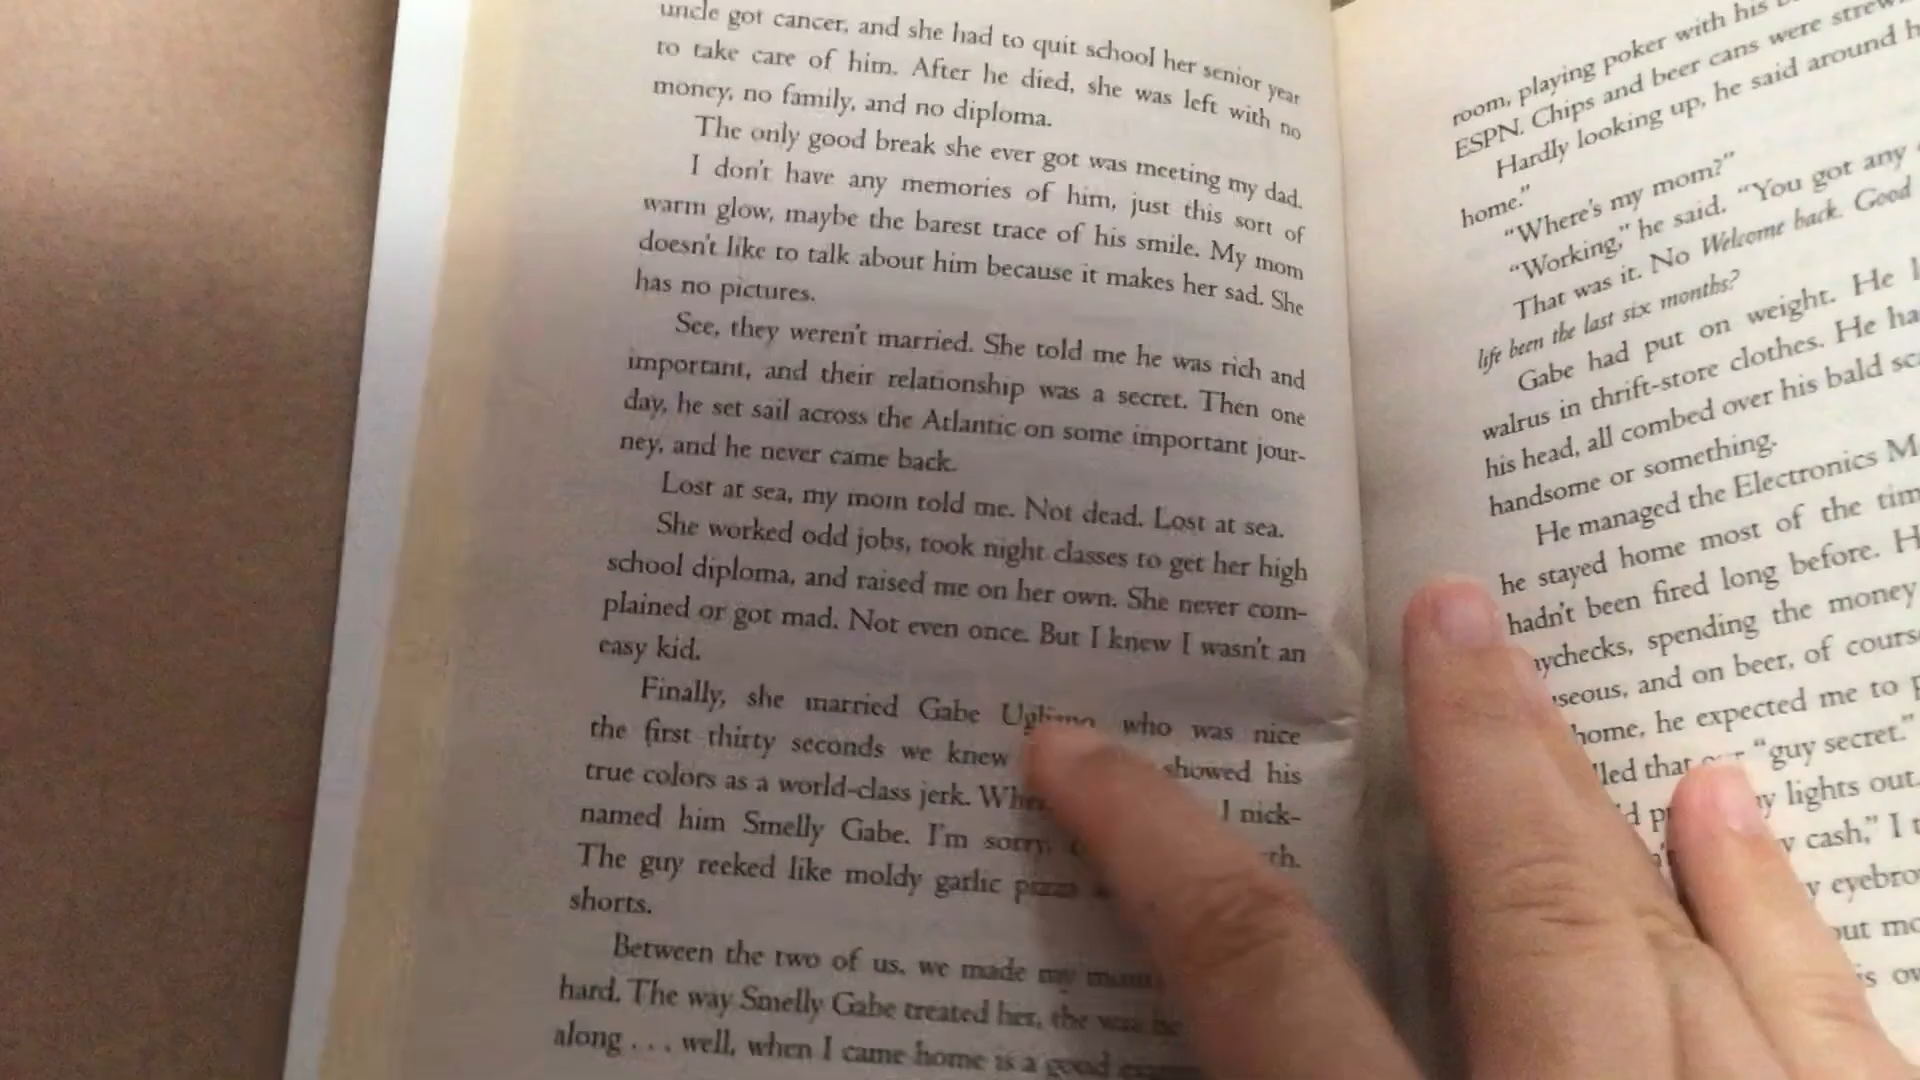 uncle got cancer, and she had to quit school her senior year
to take care of him. After he died, she was left with no
money, no family, and no diploma.
The only good break she ever got was meeting my dad.
I don't have any memories of him, just this sort of
warm glow, maybe the barest trace of his smile. My mom
doesn't like to talk about him because it makes her sad. She
has no pictures.
See, they weren't married. She told me he was rich and
important, and their relationship was a secret. Then one
day, he set sail across the Atlantic on some important jour-
ney, and he never came back.
Lost at sea, my mom told me. Not dead. Lost at sea.
She worked odd jobs, took night classes to get her high
school diploma, and raised me on her own. She never com-
plained or got mad. Not even once. But I knew I wasn't an
easy kid.
Finally, she married Gabe Ugliano, who was nice
the first thirty seconds we knew showed his
true colors as a world-class jerk. When I nick-
named him Smelly Gabe. I'm sorry,
The guy reeked like moldy garlic pizza
shorts.
Between the two of us, we made my mom
hard. The way Smelly Gabe treated her, the way he
along . . . well, when I came home is a good
room, playing poker with his
ESPN. Chips and beer cans were
Hardly looking up, he said around
home."
"Where's my mom?"
"Working," he said. "You got any
That was it. No Welcome back. Good
life been the last six months?
Gabe had put on weight. He
walrus in thrift-store clothes. He
his head, all combed over his bald
handsome or something.
He managed the Electronics
he stayed home most of the
hadn't been fired long before.
spending the money
and on beer, of
home, he expected me to
that "guy secret."
lights out.
cash," I